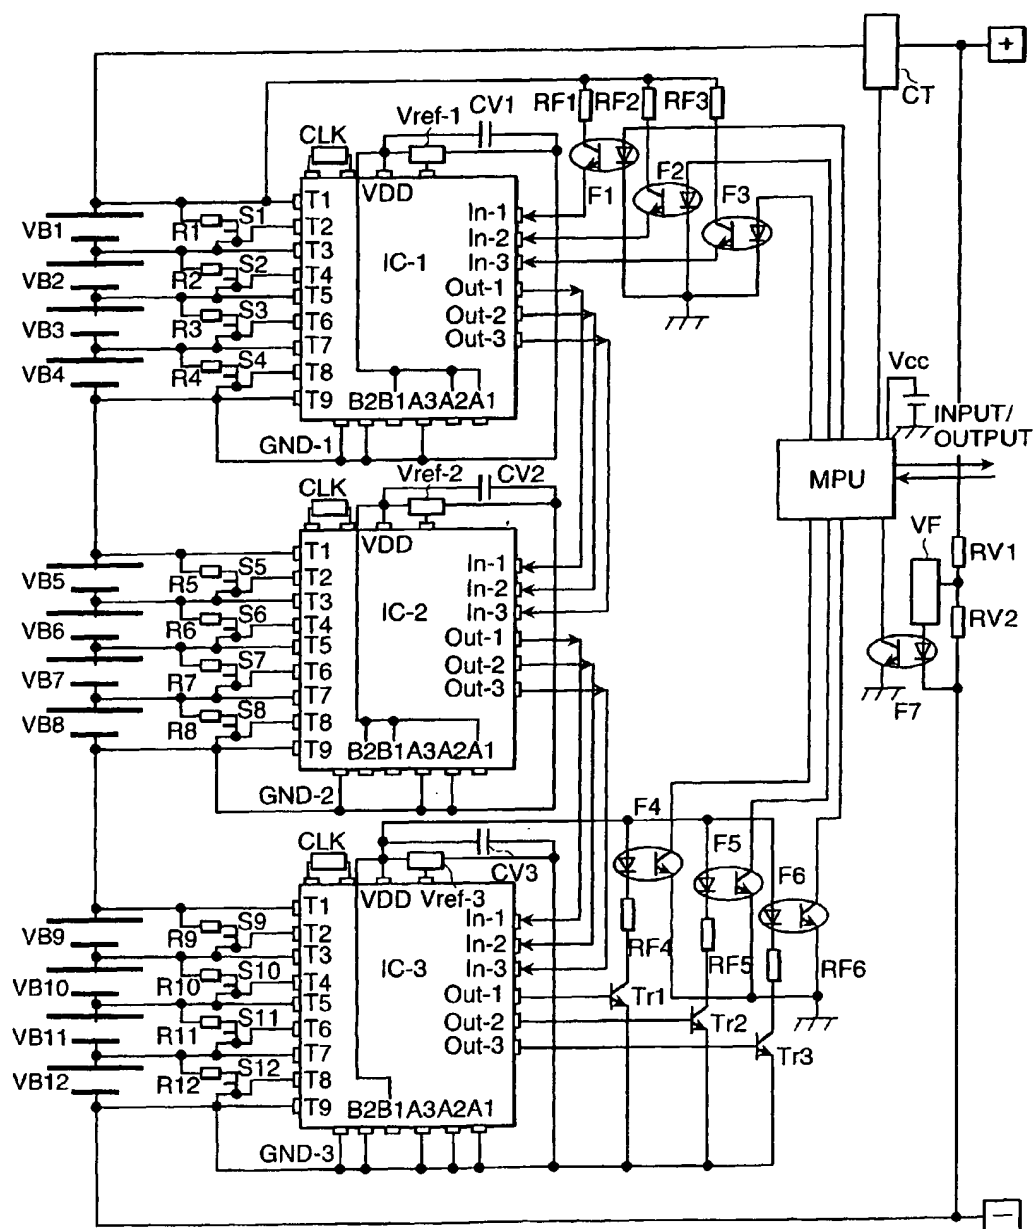 +
CT
RF1 RF2 RF3
CV1
Vref-1
CLK
VDD
F1
F2
F3
VB1
VB2
VB3
VB4
R1
R2
R3
R4
S1
S2
S3
S4
T1
T2
T3
T4
T5
T6
T7
T8
T9
IC-1
In-1
In-2
In-3
Out-1
Out-2
Out-3
B2B1A3A2A1
GND-1
Vcc
INPUT/
OUTPUT
MPU
VF
RV1
RV2
F7
Vref-2
CV2
CLK
VDD
VB5
VB6
VB7
VB8
R5
R6
R7
R8
S5
S6
S7
S8
T1
T2
T3
T4
T5
T6
T7
T8
T9
IC-2
In-1
In-2
In-3
Out-1
Out-2
Out-3
B2B1A3A2A1
GND-2
F4
F5
F6
CLK
VDD
Vref-3
CV3
VB9
VB10
VB11
VB12
R9
R10
R11
R12
S9
S10
S11
S12
T1
T2
T3
T4
T5
T6
T7
T8
T9
IC-3
In-1
In-2
In-3
Out-1
Out-2
Out-3
RF4
RF5
RF6
Tr1
Tr2
Tr3
B2B1A3A2A1
GND-3
−